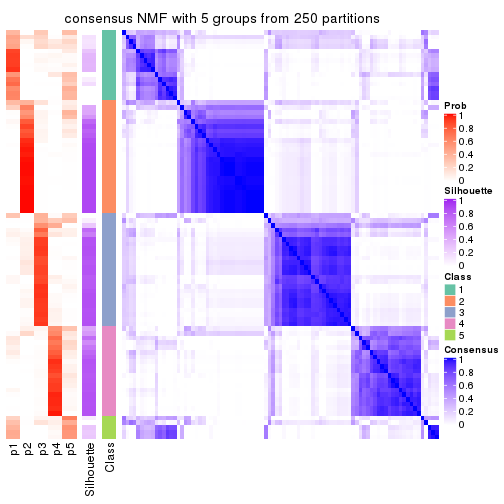 consensus NMF with 5 groups from 250 partitions
Prob
1
0.8
0.6
0.4
0.2
0
Silhouette
1
0.8
0.6
0.4
0.2
0
Class
1
2
3
4
5
Consensus
1
0.8
0.6
0.4
0.2
0
p1
p2
p3
p4
p5
Silhouette
Class